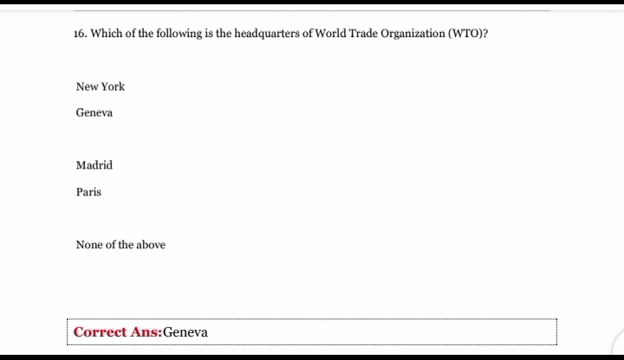 16. Which of the following is the headquarters of World Trade Organization (WTO)?
New York
Geneva
Madrid
Paris
None of the above
Correct Ans:Geneva